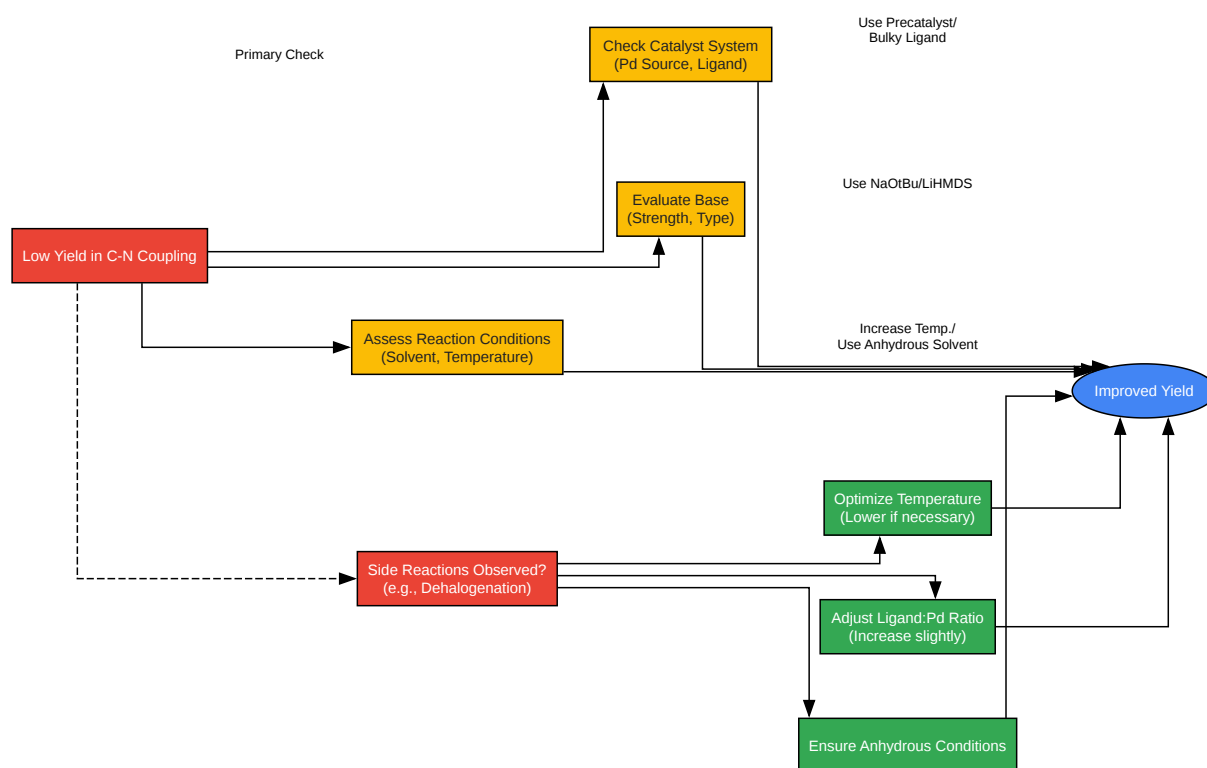 Use Precatalyst/
Bulky Ligand
Primary Check
Check Catalyst System
(Pd Source, Ligand)
Use NaOtBu/LiHMDS
Evaluate Base
(Strength, Type)
Low Yield in C-N Coupling
Increase Temp./
Use Anhydrous Solvent
Assess Reaction Conditions
(Solvent, Temperature)
Improved Yield
Optimize Temperature
(Lower if necessary)
Side Reactions Observed?
(e.g., Dehalogenation)
Adjust Ligand:Pd Ratio
(Increase slightly)
Ensure Anhydrous Conditions